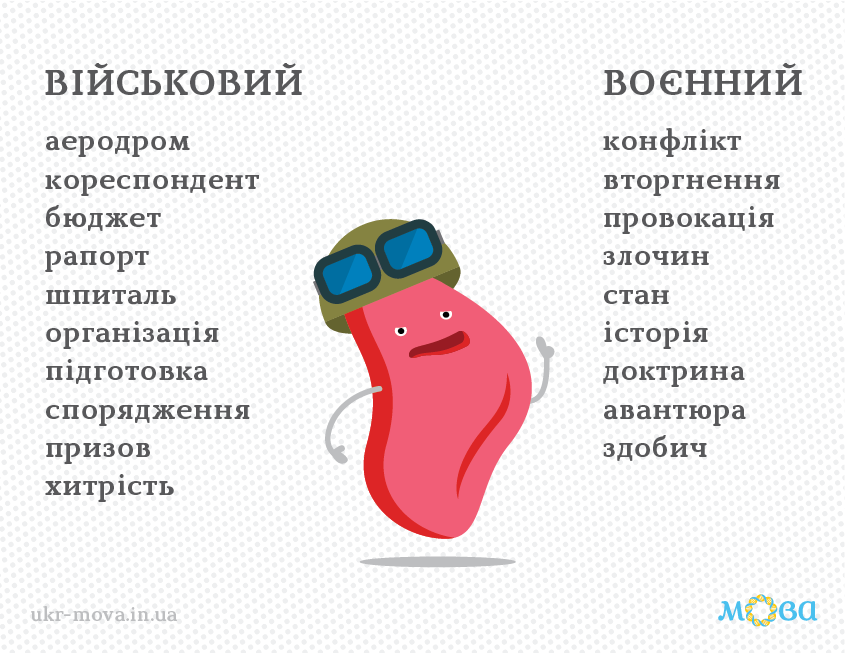 ВІЙСЬКОВИЙ
аеродром
кореспондент
бюджет
рапорт
шпиталь
організація
підготовка
спорядження
призов
хитрість
ВОЄННИЙ
конфлікт
вторгнення
провокація
злочин
стан
історія
доктрина
авантюра
здобич
ukr-mova.in.ua
мова